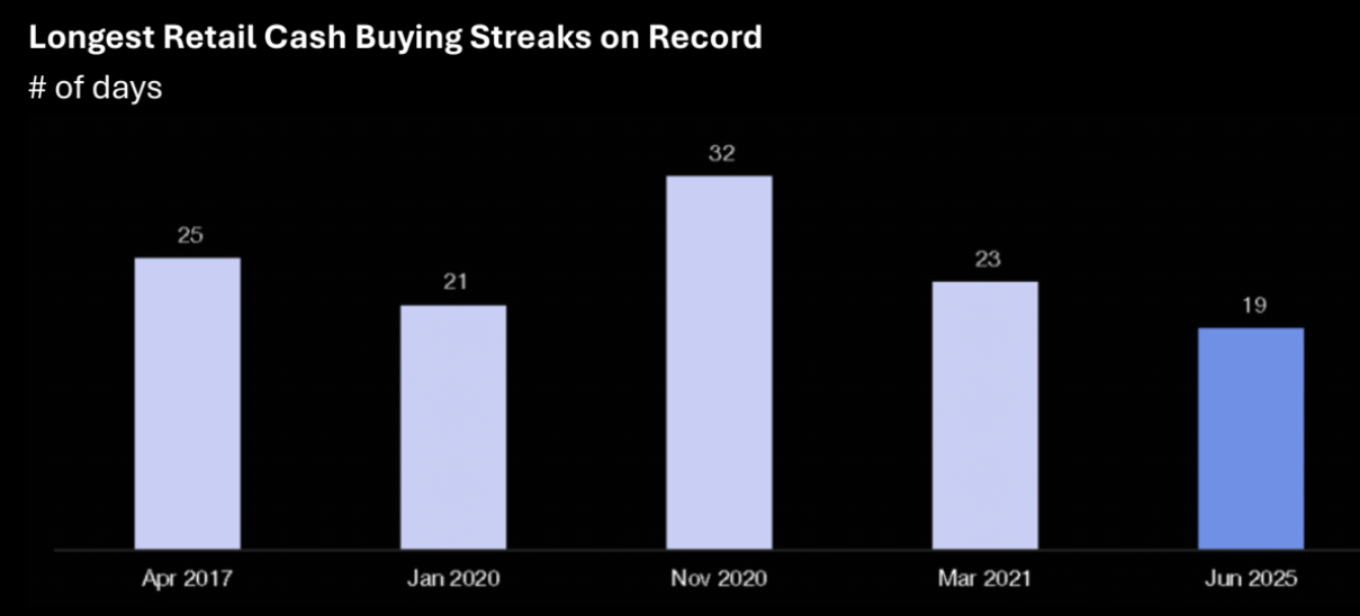 Longest Retail Cash Buying Streaks on Record
# of days
32
25
23
21
19
Apr 2017 Jan 2020 Nov 2020 Mar 2021 Jun 2025